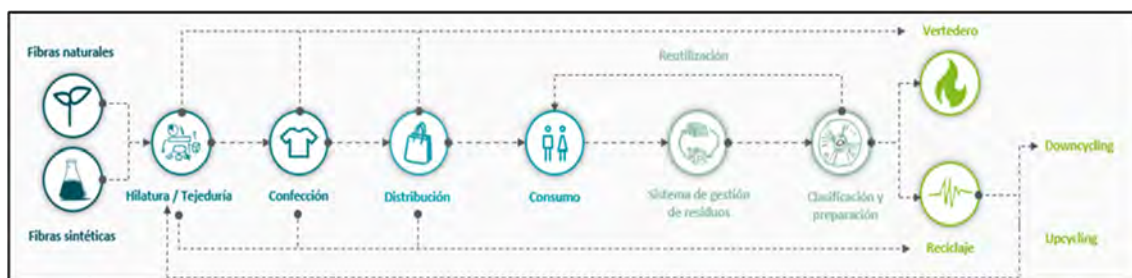 Vertedero
Fibras naturales
Reutilización
Downcycling
Hilatura / Tejeduría
Confección
Distribución
Consumo
Sistema de gestión
de residuos
Clasificación y
preparación
Fibras sintéticas
Reciclaje
Upcycling